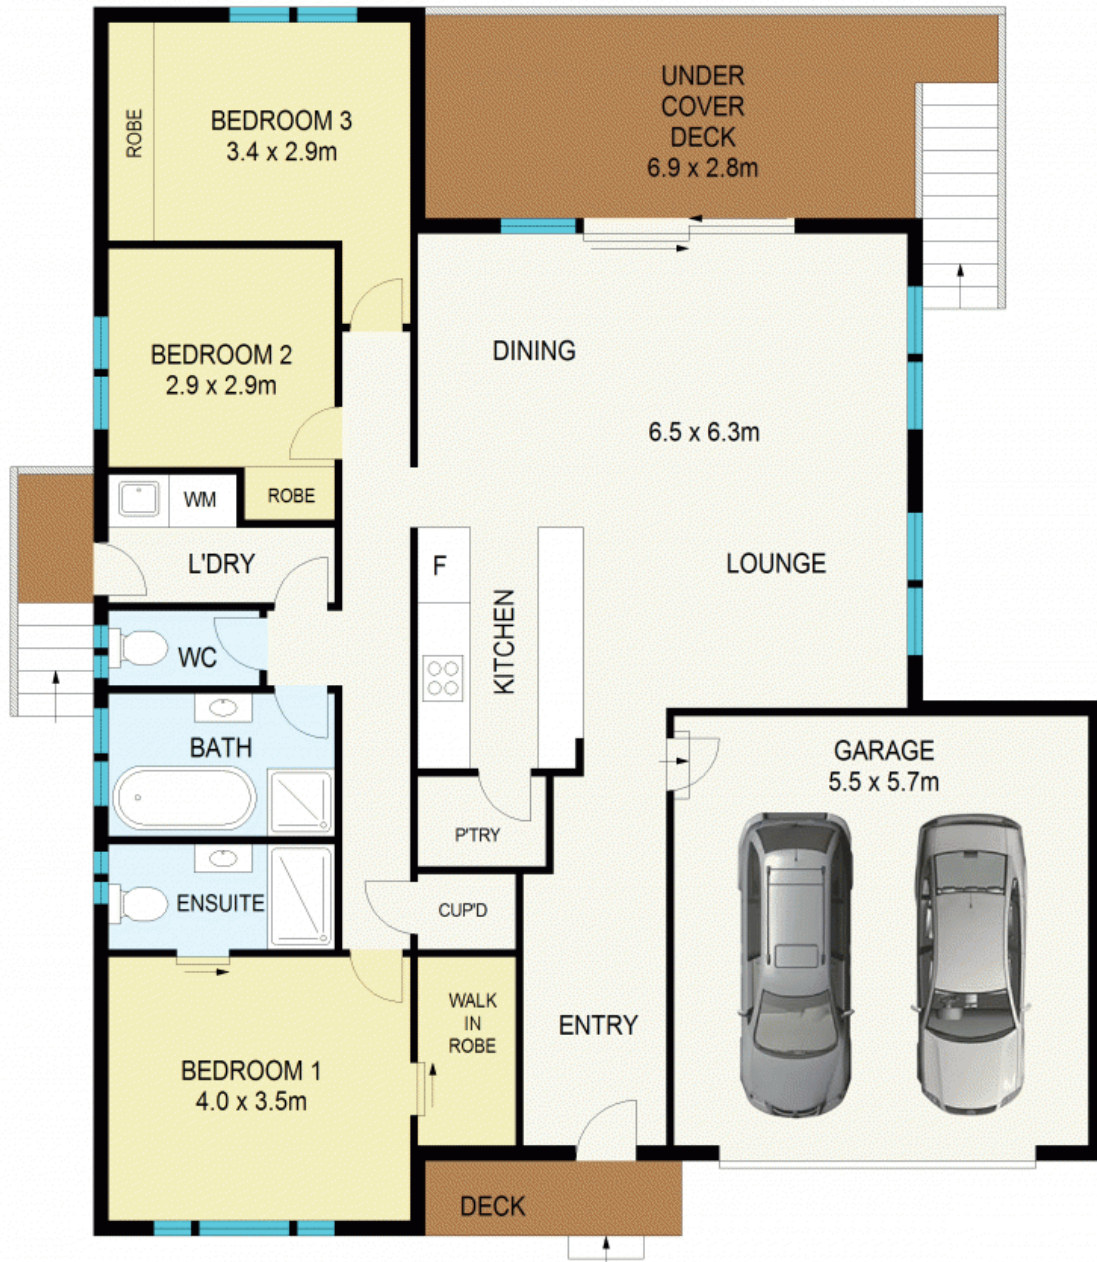 UNDER
COVER
DECK
6.9 x 2.8m
ROBE
BEDROOM 3
3.4 x 2.9m
BEDROOM 2
2.9 x 2.9m
DINING
6.5 x 6.3m
WM
ROBE
L'DRY
F
KITCHEN
LOUNGE
WC
BATH
GARAGE
5.5 x 5.7m
P'TRY
ENSUITE
CUP'D
WALK
IN
ROBE
ENTRY
BEDROOM 1
4.0 x 3.5m
DECK